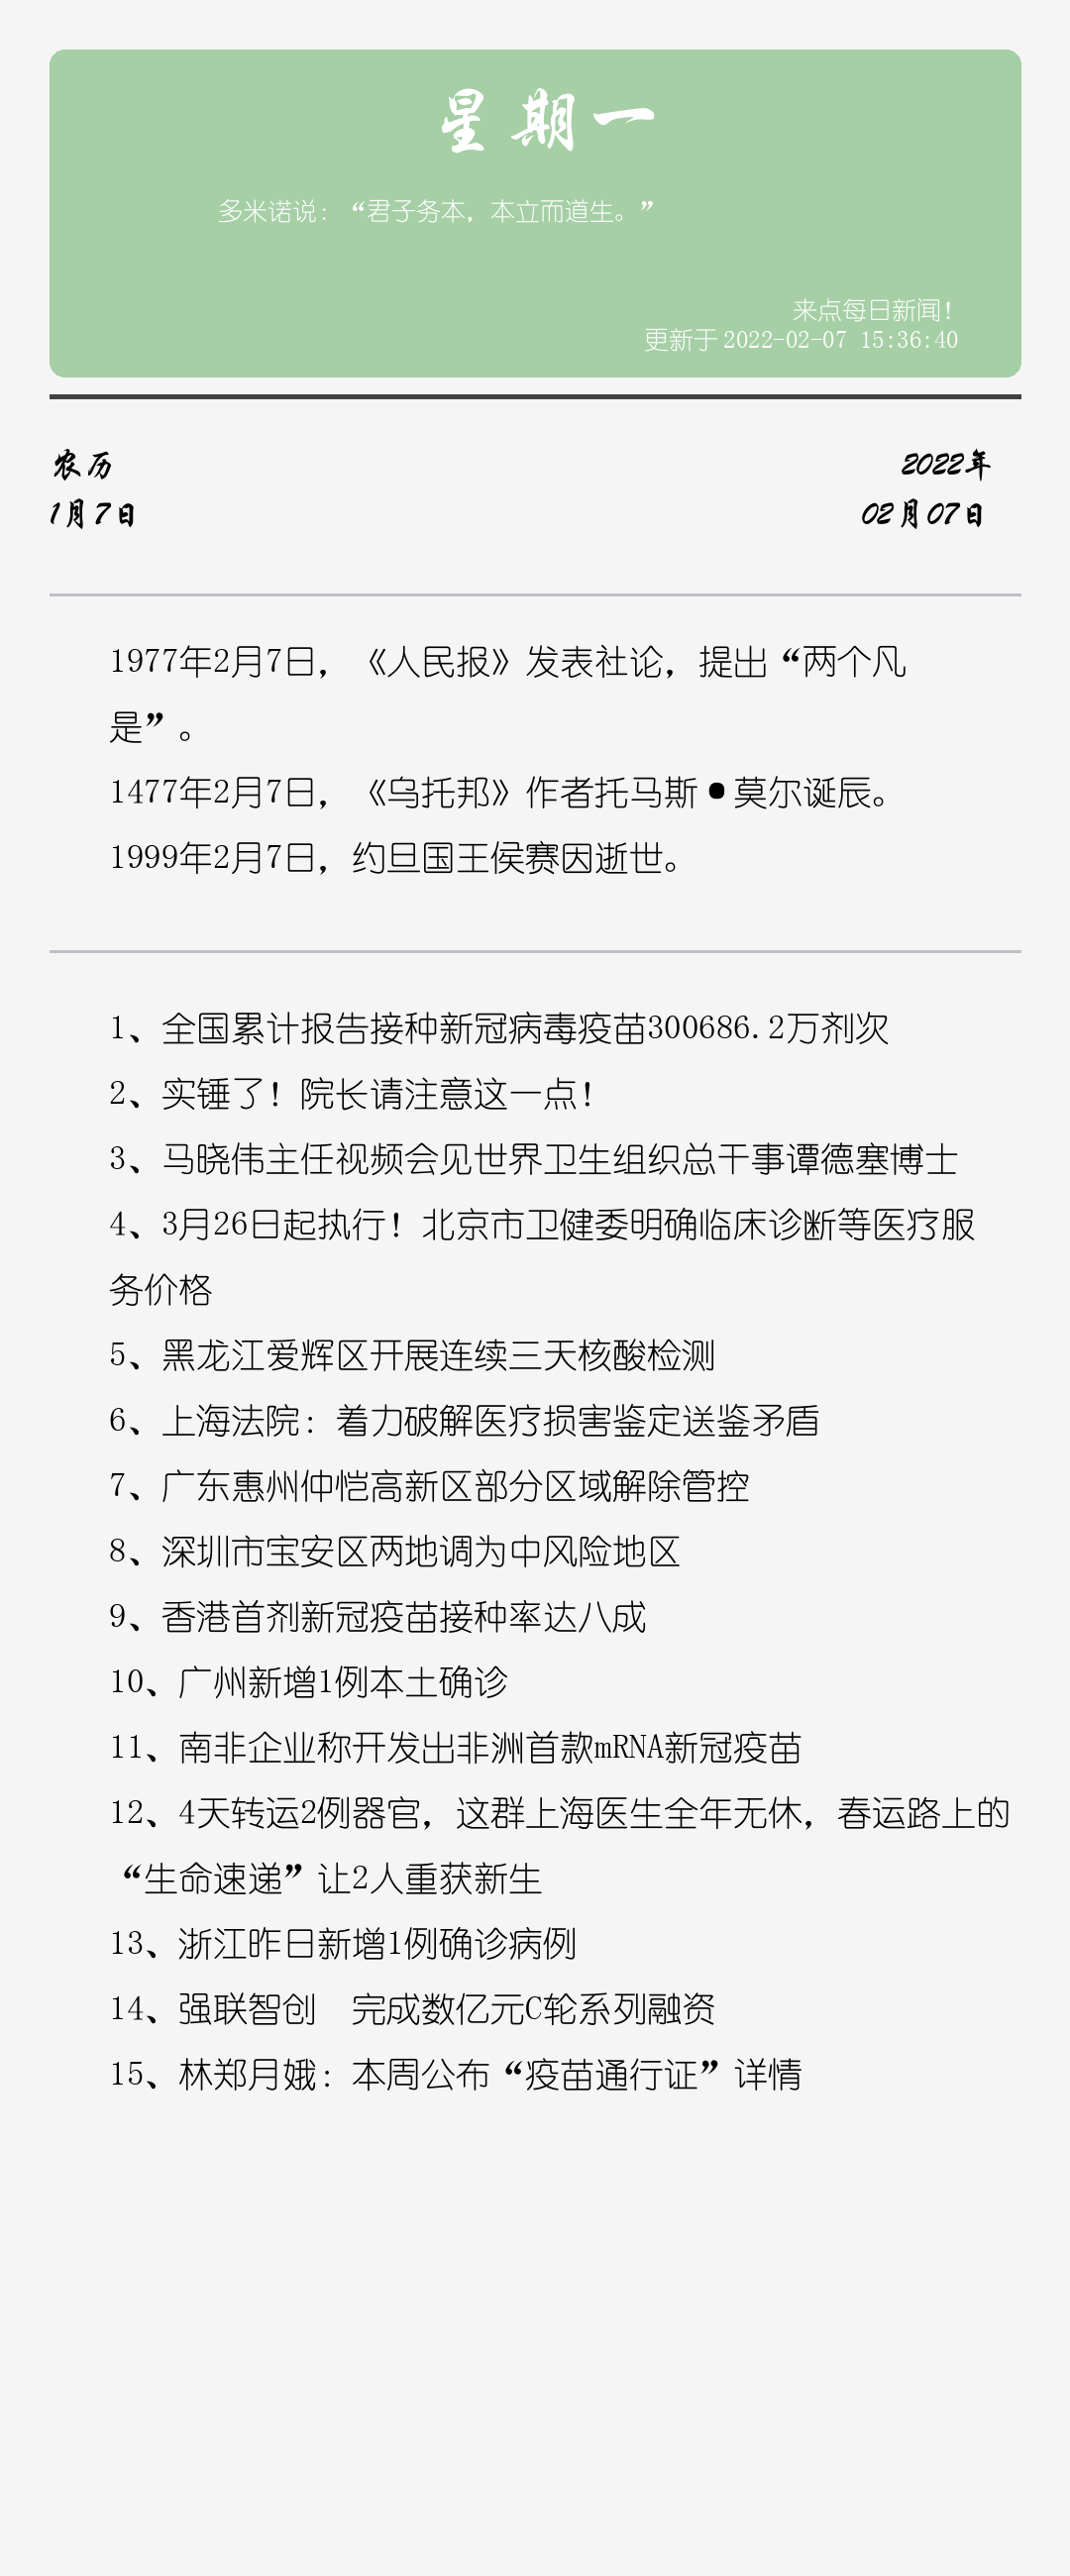 星期一
多米诺说：“君子务本，本立而道生。”
来点每日新闻！
更新于 2022-02-07 15:36:40
农历
1月7日
2022年
02月07日
1977年2月7日，《人民报》发表社论，提出“两个凡
是”。
1477年2月7日，《乌托邦》作者托马斯•莫尔诞辰。
1999年2月7日，约旦国王侯赛因逝世。
1、全国累计报告接种新冠病毒疫苗300686.2万剂次
2、实锤了！院长请注意这一点！
3、马晓伟主任视频会见世界卫生组织总干事谭德塞博士
4、3月26日起执行！北京市卫健委明确临床诊断等医疗服
务价格
5、黑龙江爱辉区开展连续三天核酸检测
6、上海法院：着力破解医疗损害鉴定送鉴矛盾
7、广东惠州仲恺高新区部分区域解除管控
8、深圳市宝安区两地调为中风险地区
9、香港首剂新冠疫苗接种率达八成
10、广州新增1例本土确诊
11、南非企业称开发出非洲首款mRNA新冠疫苗
12、4天转运2例器官，这群上海医生全年无休，春运路上的
“生命速递”让2人重获新生
13、浙江昨日新增1例确诊病例
14、强联智创　完成数亿元C轮系列融资
15、林郑月娥：本周公布“疫苗通行证”详情